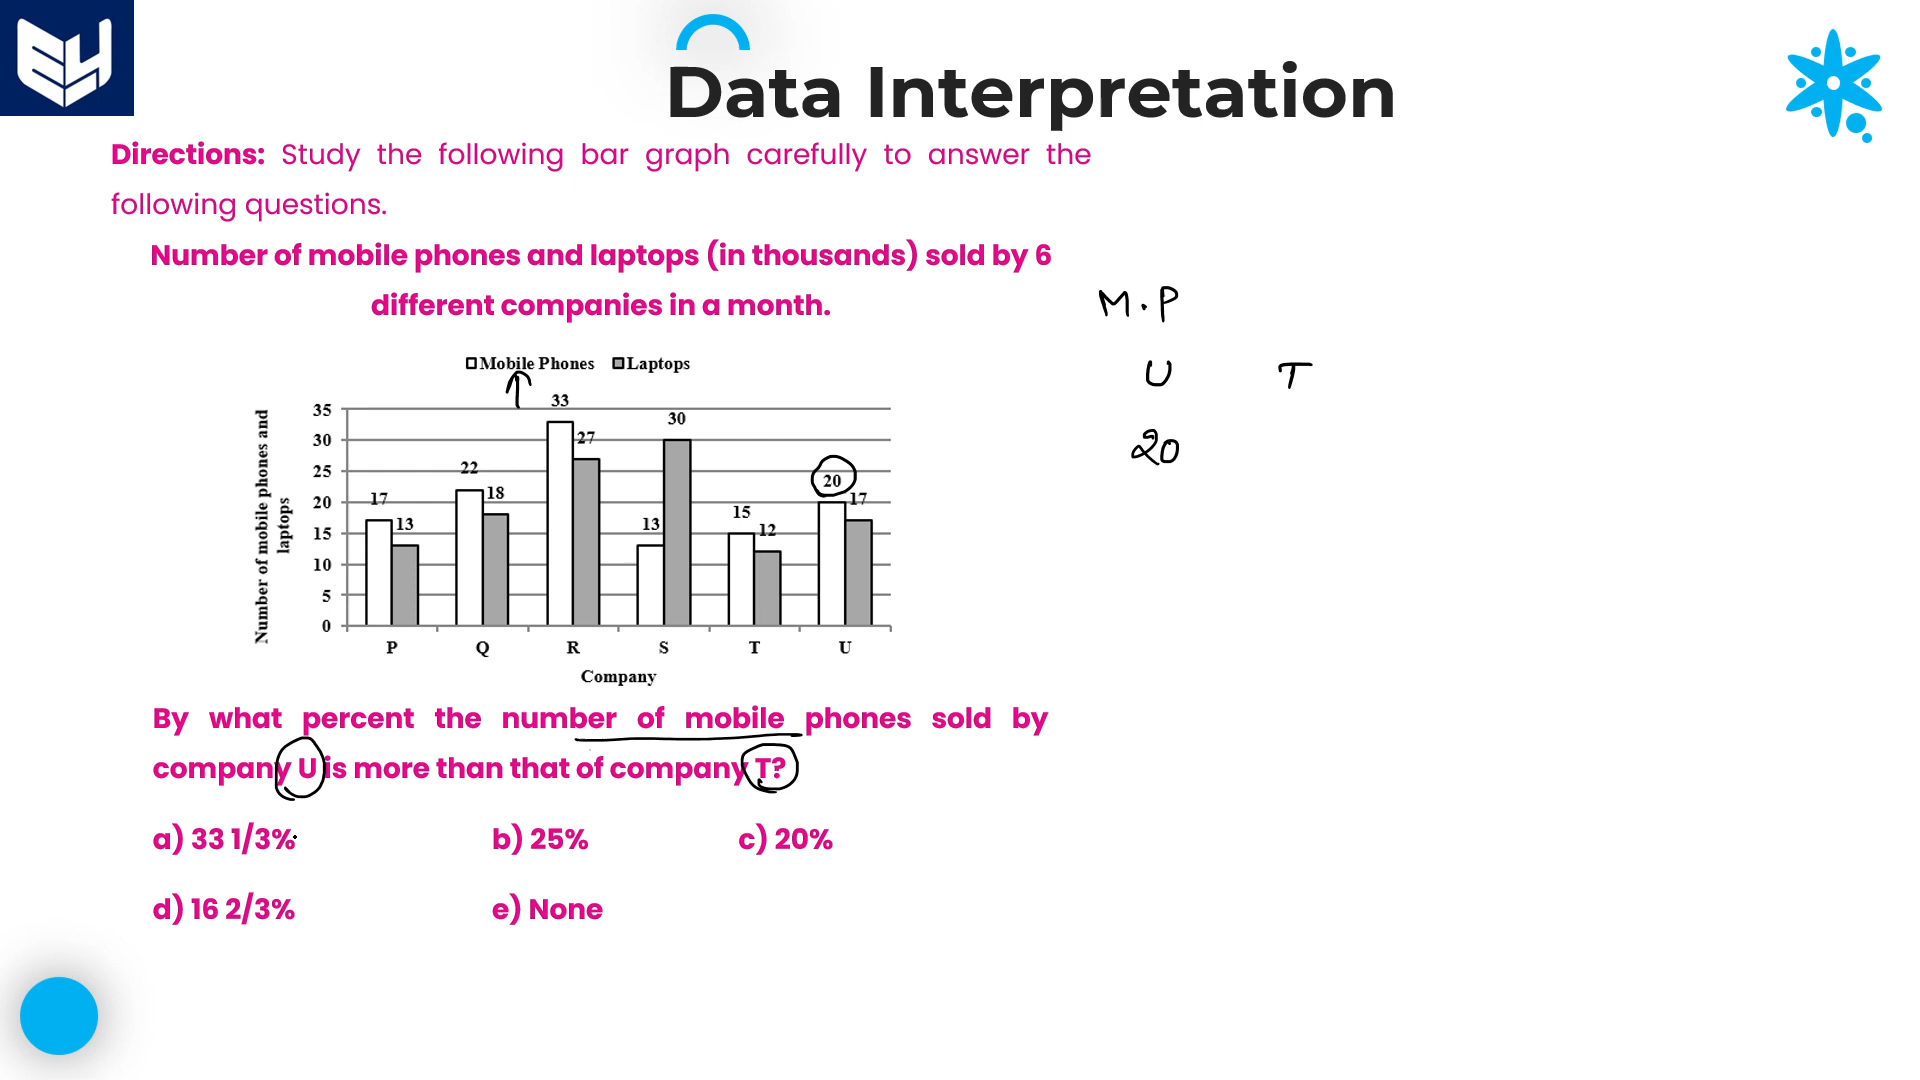 EY
Data Interpretation
Directions: Study the following bar graph carefully to answer the
following questions.
Number of mobile phones and laptops (in thousands) sold by 6
different companies in a month.
M.P
U T
20
Mobile Phones Laptops
Number of mobile phones and
laptops
35
30
25
20
15
10
5
0
17 13
22 18
33 27
13 30
15 12
20 17
P Q R S T U
Company
By what percent the number of mobile phones sold by
company U is more than that of company T?
a) 33 1/3% b) 25% c) 20%
d) 16 2/3% e) None